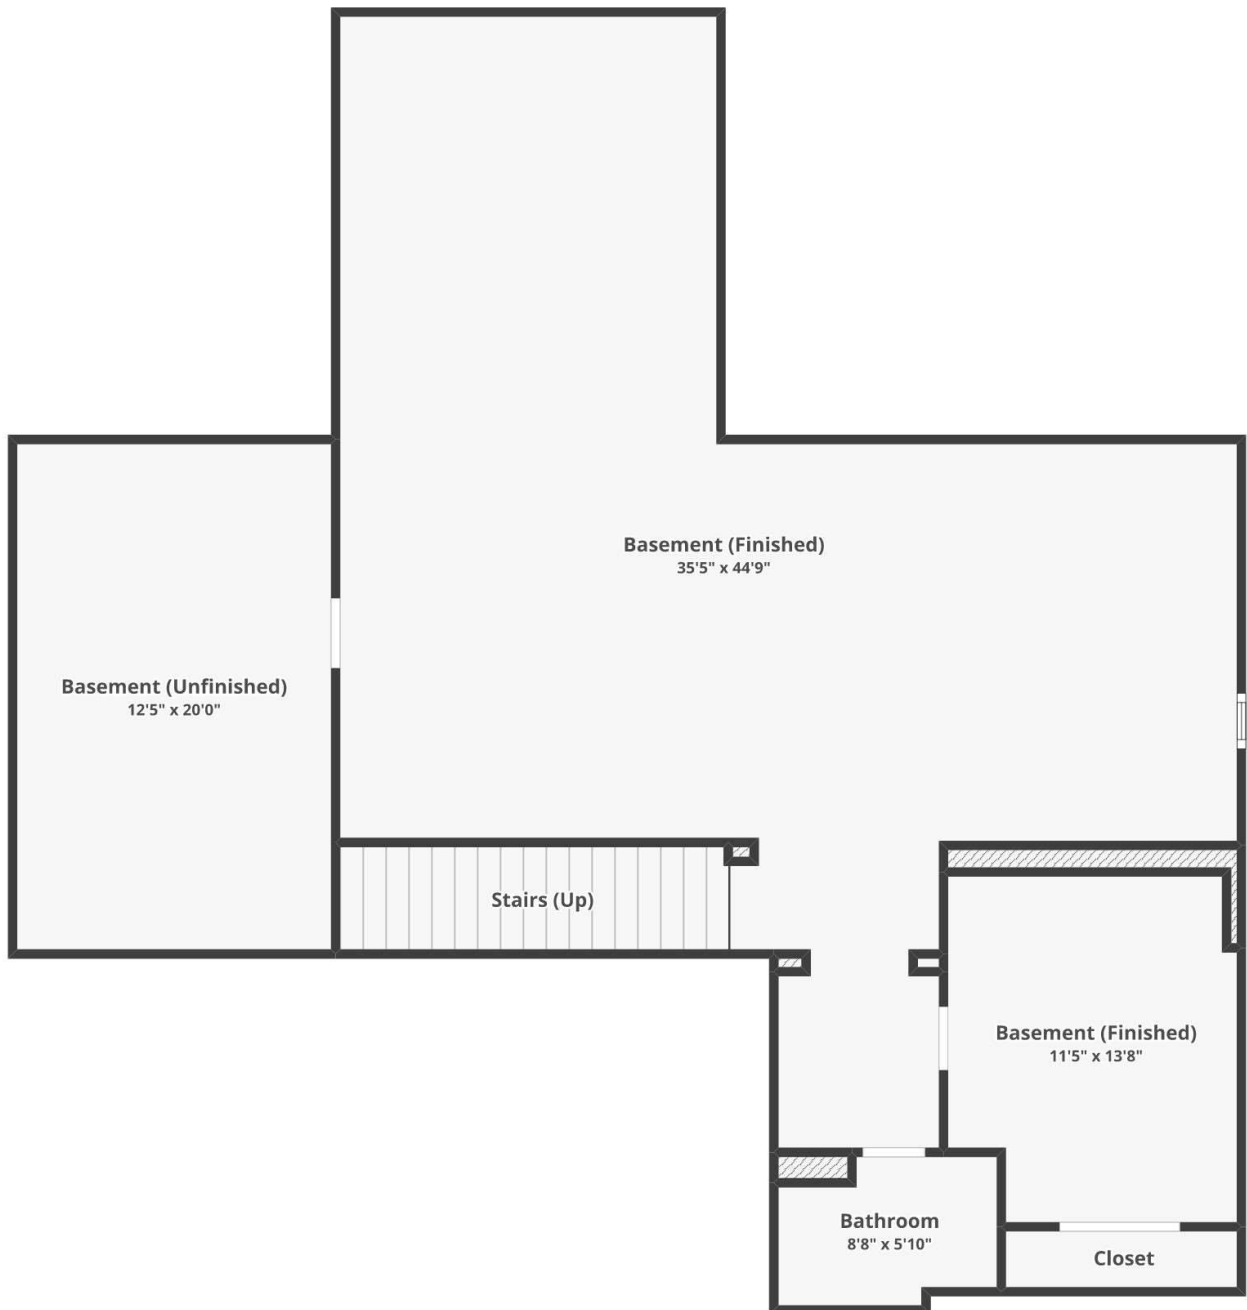 Basement (Finished)
35'5" x 44'9"
Basement (Unfinished)
12'5" x 20'0"
Stairs (Up)
Basement (Finished)
11'5" x 13'8"
Bathroom
8'8" x 5'10"
Closet